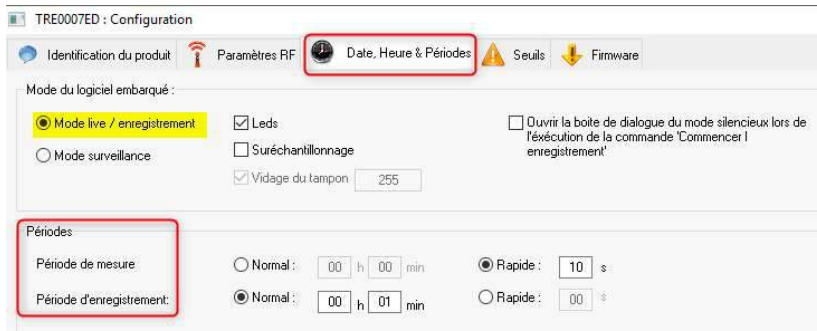 TRE0007ED : Configuration
Identification du produit Paramètres RF Date, Heure & Périodes Seuils Firmware
Mode du logiciel embarqué :
Mode live / enregistrement Leds Ouvrir la boite de dialogue du mode silencieux lors de
l'éxécution de la commande 'Commencer l
enregistrement'
Mode surveillance Suréchantillonnage
Vidage du tampon 255
Périodes
Période de mesure Normal : 00 h 00 min Rapide : 10 s
Période d'enregistrement: Normal : 00 h 01 min Rapide : 00 s